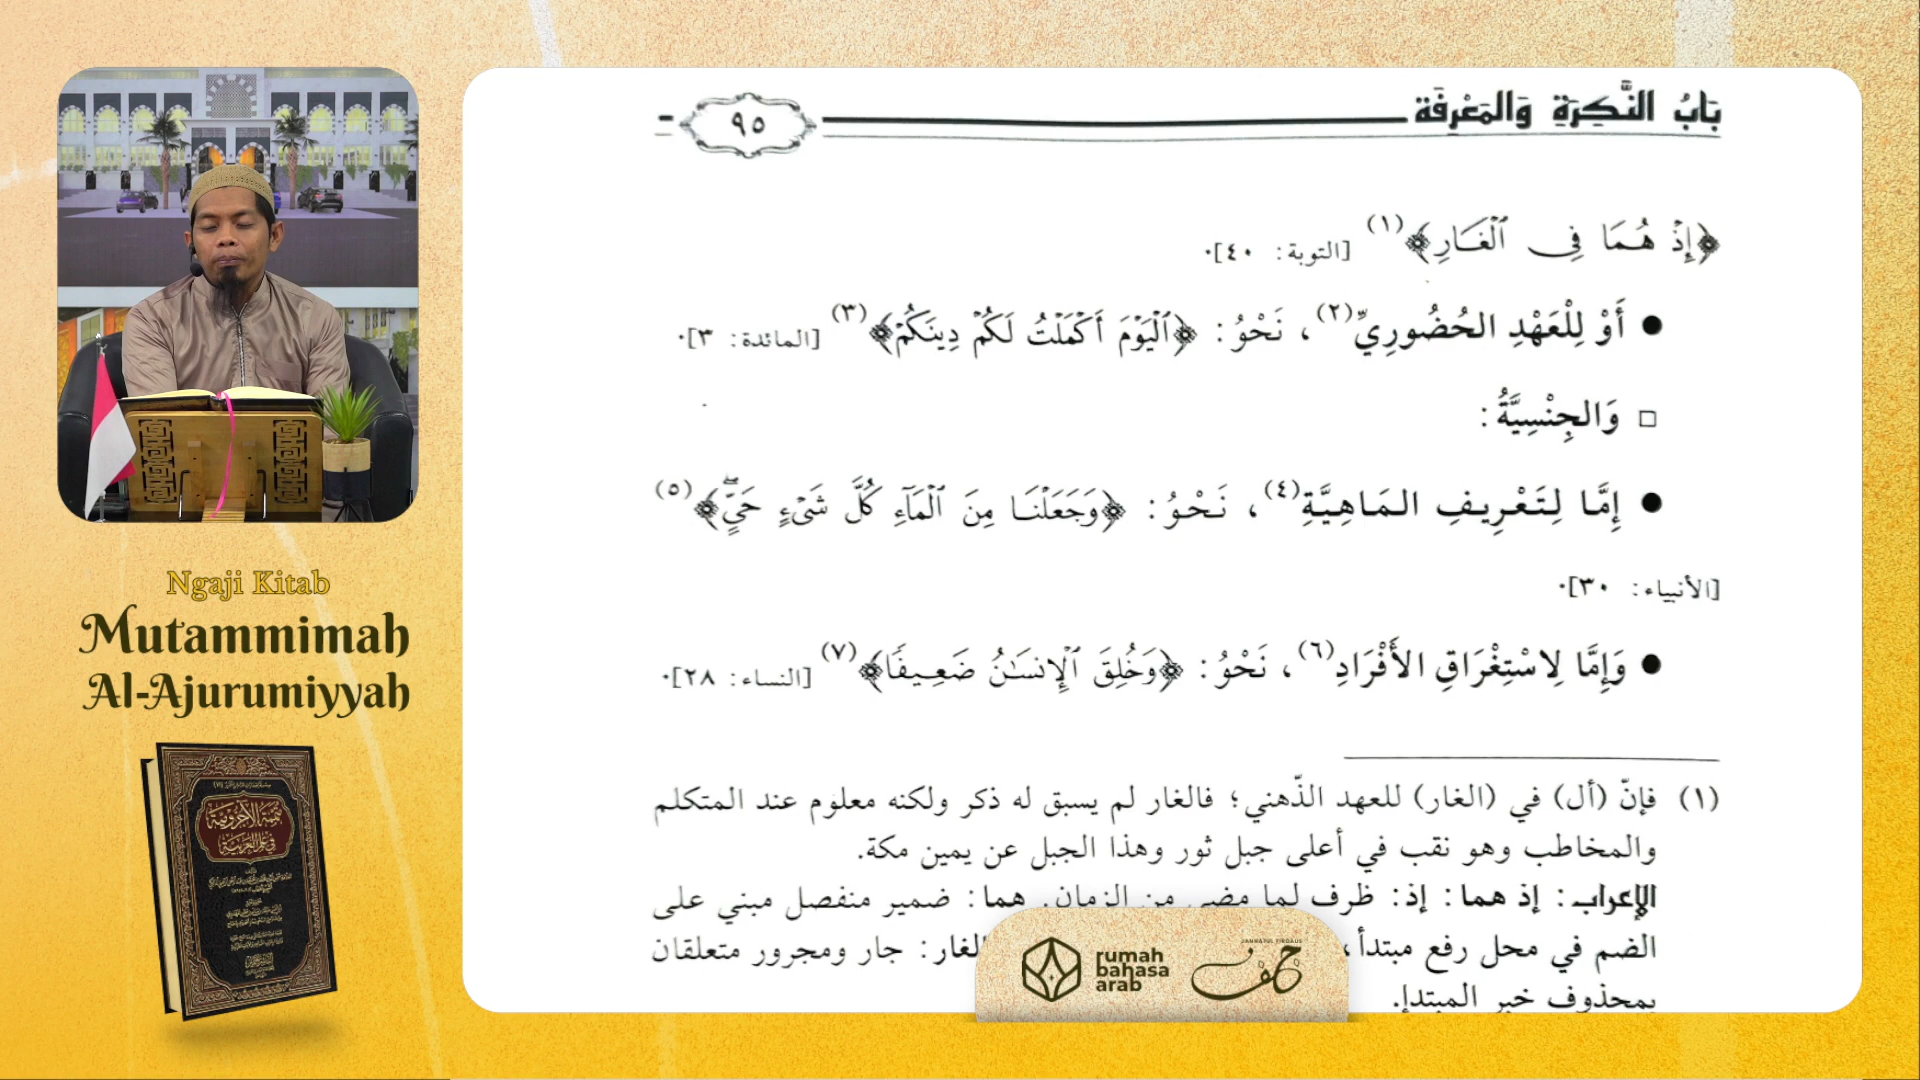 بَابُ النَّكِرَةِ وَالمَعْرِفَة
٩٥
﴿إِذْ هُمَا فِى ٱلْغَارِ﴾(١) [التوبة: ٤٠].
● أَوْ لِلْعَهْدِ الحُضُورِيِّ(٢)، نَحْوُ: ﴿ٱلْيَوْمَ أَكْمَلْتُ لَكُمْ دِينَكُمْ﴾(٣) [المائدة: ٣].
□ وَالجِنْسِيَّةُ:
● إِمَّا لِتَعْرِيفِ المَاهِيَّةِ(٤)، نَحْوُ: ﴿وَجَعَلْنَا مِنَ ٱلْمَآءِ كُلَّ شَىْءٍ حَيٍّۖ﴾(٥)
[الأنبياء: ٣٠].
● وَإِمَّا لِاسْتِغْرَاقِ الأَفْرَادِ(٦)، نَحْوُ: ﴿وَخُلِقَ ٱلْإِنسَـٰنُ ضَعِيفًا﴾(٧) [النساء: ٢٨].
(١) فإنّ (أل) في (الغار) للعهد الذّهني؛ فالغار لم يسبق له ذكر ولكنه معلوم عند المتكلم
والمخاطب وهو نقب في أعلى جبل ثور وهذا الجبل عن يمين مكة.
الإعراب: إذ هما: إذ: ظرف لما مضى من الزمان. هما: ضمير منفصل مبني على
الضم في محل رفع مبتدأ، لغار: جار ومجرور متعلقان
بمحذوف خبر المبتدإ.
Ngaji Kitab
Mutammimah
Al-Ajurumiyyah
rumah
bahasa
arab
JANNATUL FIRDAUS